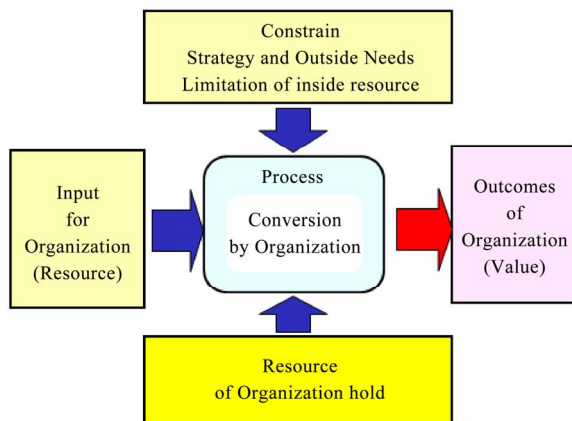 Constrain
Strategy and Outside Needs
Limitation of inside resource
Input
for
Organization
(Resource)
Process
Conversion
by Organization
Outcomes
of
Organization
(Value)
Resource
of Organization hold